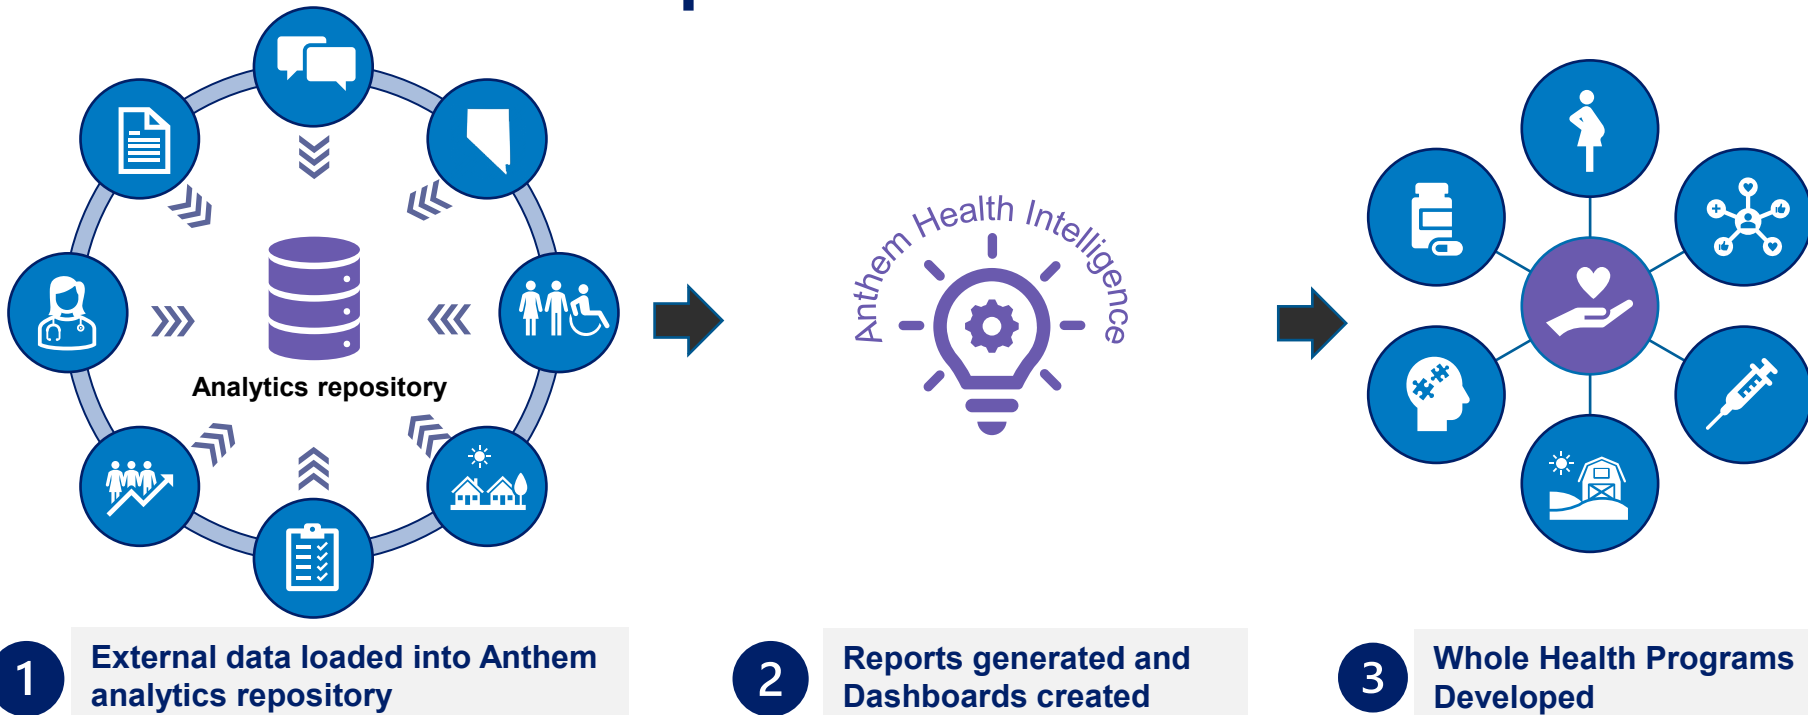 Anthem Health Intelligence
Analytics repository
1
External data loaded into Anthem
analytics repository
2
Reports generated and
Dashboards created
3
Whole Health Programs
Developed